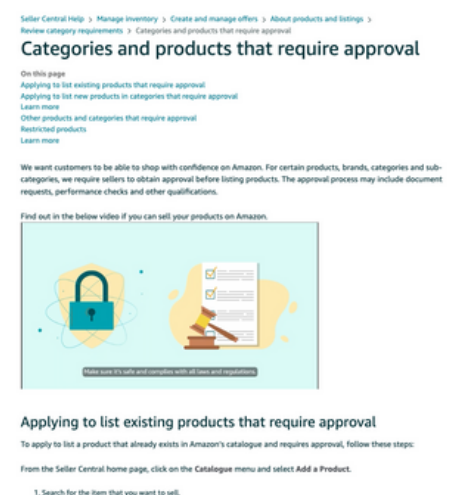 Seller Central Help > Manage inventory > Create and manage offers > About products and listings >
Review category requirements > Categories and products that require approval
Categories and products that require approval
On this page
Applying to list existing products that require approval
Applying to list new products in categories that require approval
Learn more
Other products and categories that require approval
Restricted products
Learn more
We want customers to be able to shop with confidence on Amazon. For certain products, brands, categories and sub-
categories, we require sellers to obtain approval before listing products. The approval process may include document
requests, performance checks and other qualifications.
Find out in the below video if you can sell your products on Amazon.
Make sure it's safe and complies with all laws and regulations.
Applying to list existing products that require approval
To apply to list a product that already exists in Amazon's catalogue and requires approval, follow these steps:
From the Seller Central home page, click on the Catalogue menu and select Add a Product.
1. Search for the item that you want to sell.